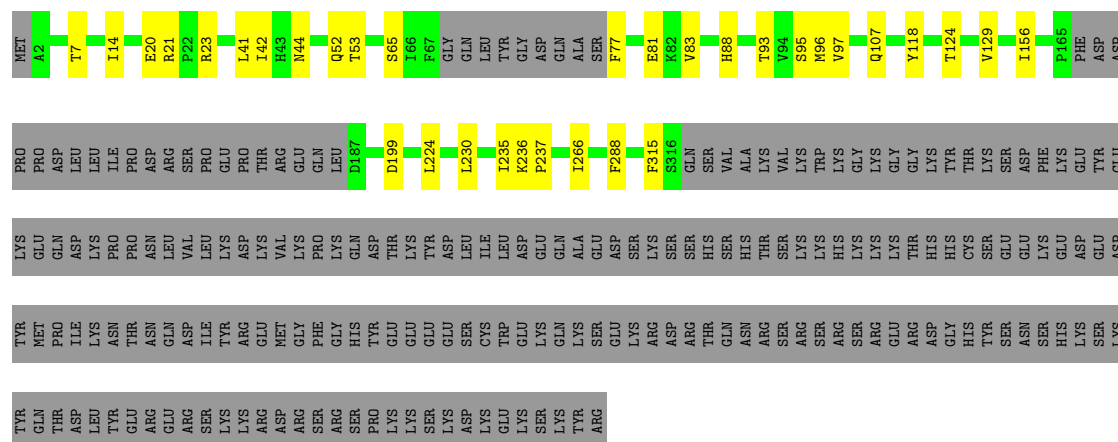 MET A2 T7 I14 E20 R21 P22 R23 L41 I42 H43 N44 Q52 T53 S65 I66 F67 GLY GLN LEU TYR GLY ASP GLN ALA SER F77 E81 K82 V83 H88 T93 V94 S95 M96 V97 Q107 Y118 T124 V129 I156 P165 PHE ASP ASP
PRO PRO ASP LEU LEU ILE PRO ASP ARG SER PRO GLU PRO THR ARG GLU GLN LEU D187 D199 L224 L230 I235 K236 P237 I266 F288 F315 S316 GLN SER VAL ALA LYS VAL LYS TRP LYS GLY LYS GLY GLY LYS TYR THR LYS SER ASP PHE LYS GLU TYR GLU
LYS GLU GLN ASP LYS PRO PRO ASN LEU VAL LEU LYS ASP LYS VAL LYS PRO LYS GLN ASP THR LYS TYR ASP LEU ILE LEU ASP GLU GLN ALA GLU ASP SER LYS SER SER HIS SER HIS THR SER LYS LYS HIS LYS LYS LYS THR HIS HIS CYS SER GLU GLU LYS GLU ASP GLU ASP
TYR MET PRO ILE LYS ASN THR ASN GLN ASP ILE TYR ARG GLU MET GLY PHE GLY HIS TYR GLU GLU GLU GLU SER CYS TRP GLU LYS GLN LYS SER GLU LYS ARG ASP ARG THR GLN ASN ARG SER ARG SER ARG SER ARG GLU ARG ASP GLY HIS TYR SER ASN SER HIS LYS SER LYS
TYR GLN THR ASP LEU TYR GLU ARG GLU ARG SER LYS LYS ARG ASP ARG SER ARG SER PRO LYS LYS SER LYS ASP LYS GLU LYS SER LYS TYR ARG